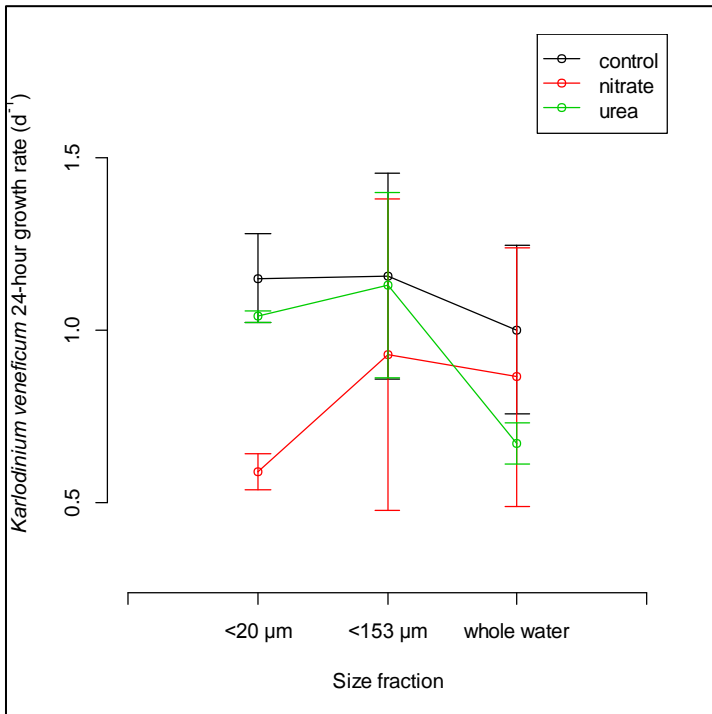 control
nitrate
urea
Karlodinium veneficum 24-hour growth rate (d⁻¹)
1.5
1.0
0.5
<20 µm
<153 µm
whole water
Size fraction